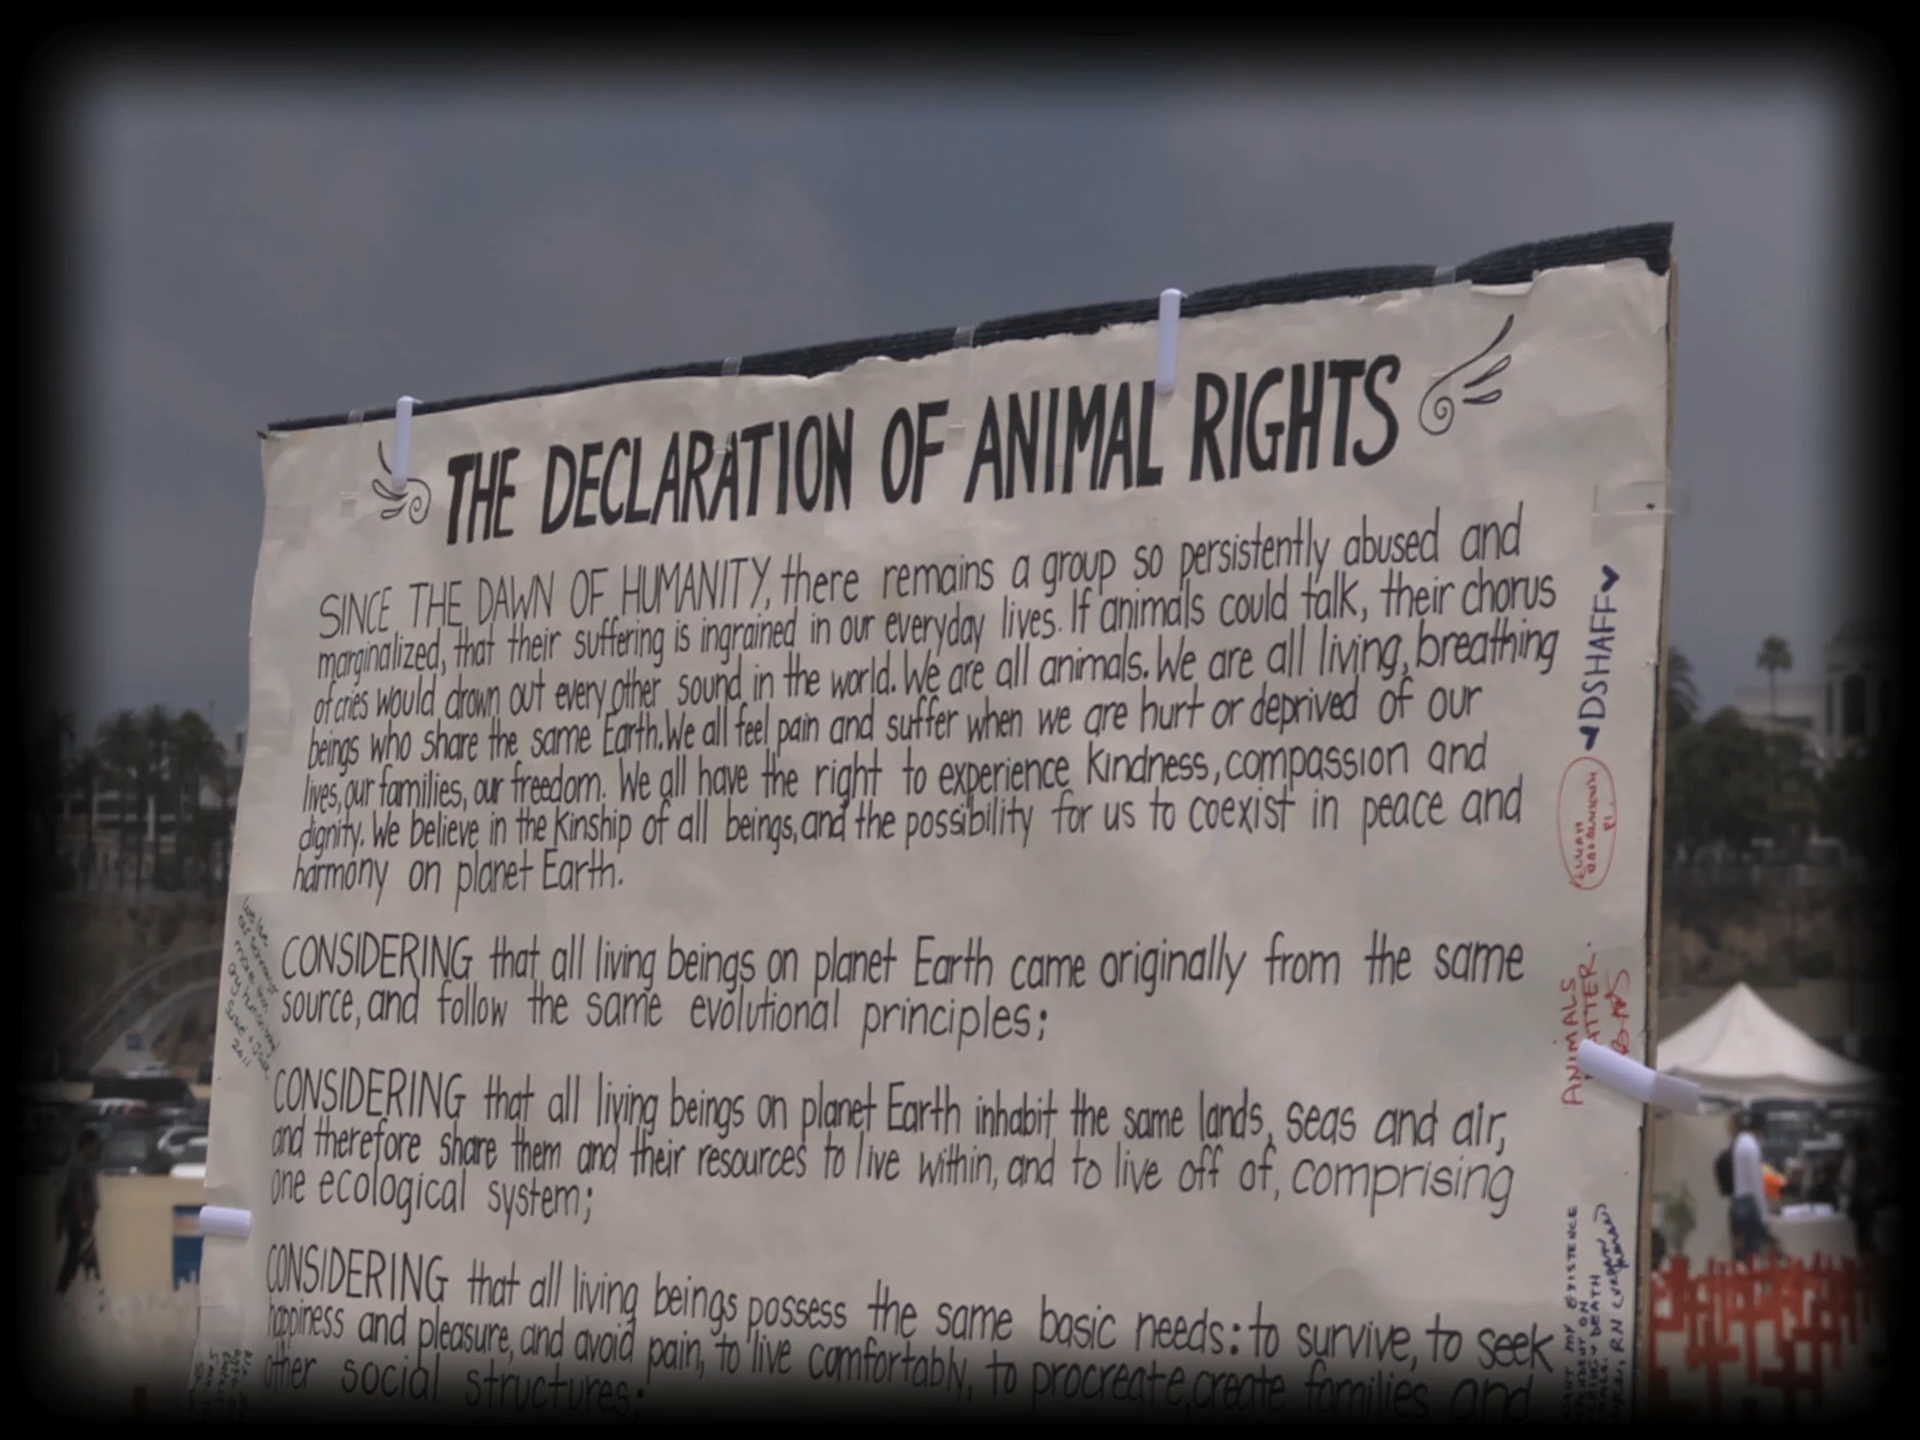 THE DECLARATION OF ANIMAL RIGHTS
SINCE THE DAWN OF HUMANITY, there remains a group so persistently abused and
marginalized, that their suffering is ingrained in our everyday lives. If animals could talk, their chorus
of cries would drown out every other sound in the world. We are all animals. We are all living, breathing
beings who share the same Earth. We all feel pain and suffer when we are hurt or deprived of our
lives, our families, our freedom. We all have the right to experience kindness, compassion and
dignity. We believe in the kinship of all beings, and the possibility for us to coexist in peace and
harmony on planet Earth.
CONSIDERING that all living beings on planet Earth came originally from the same
source, and follow the same evolutional principles;
CONSIDERING that all living beings on planet Earth inhabit the same lands, seas and air,
and therefore share them and their resources to live within, and to live off of, comprising
one ecological system;
CONSIDERING that all living beings possess the same basic needs: to survive, to seek
happiness and pleasure, and avoid pain, to live comfortably, to procreate, create families and
other social structures;
DSHAFF
ANIMALS
MATTER.
2011